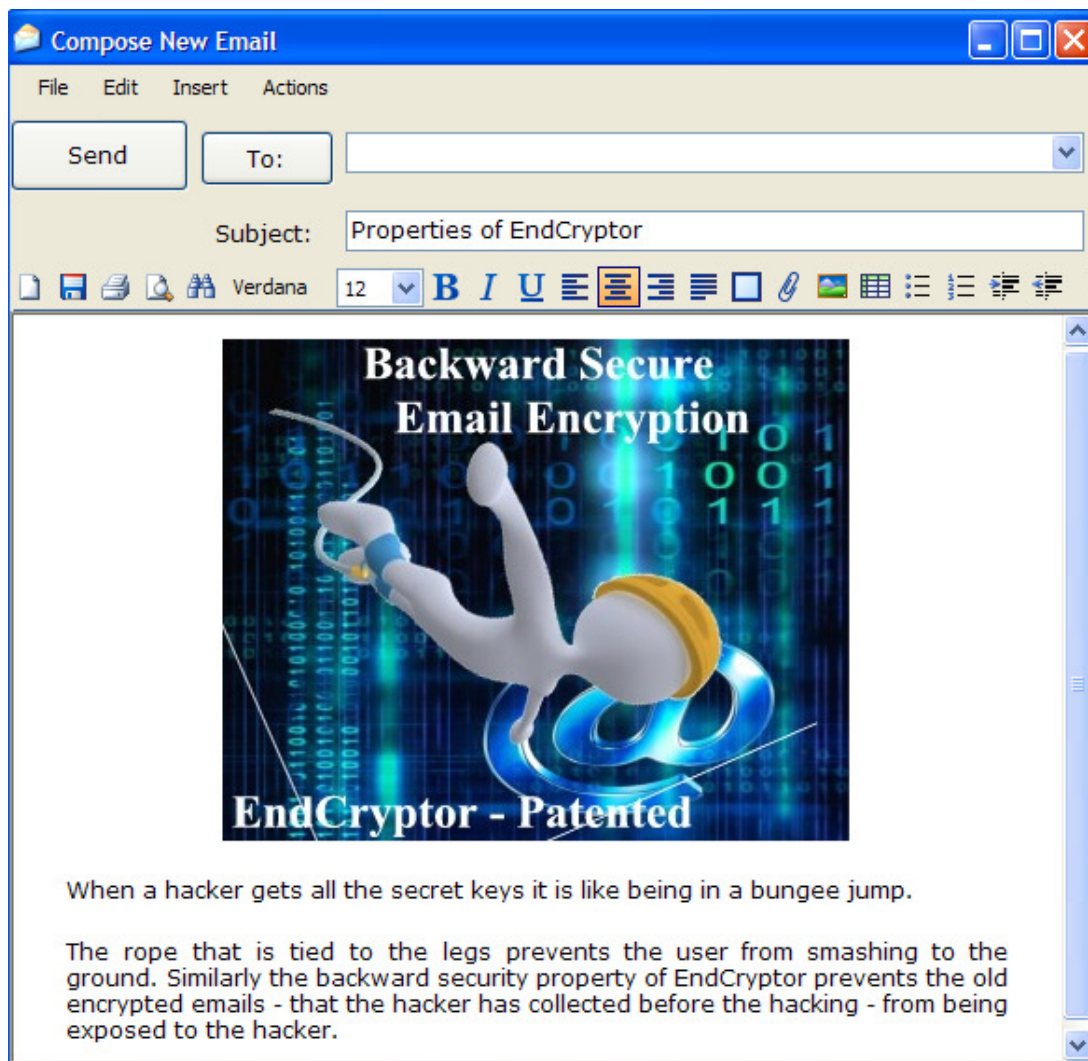 Compose New Email
File Edit Insert Actions
Send To:
Subject: Properties of EndCryptor
Verdana 12 B I U
Backward Secure
Email Encryption
EndCryptor - Patented
When a hacker gets all the secret keys it is like being in a bungee jump.
The rope that is tied to the legs prevents the user from smashing to the
ground. Similarly the backward security property of EndCryptor prevents the old
encrypted emails - that the hacker has collected before the hacking - from being
exposed to the hacker.